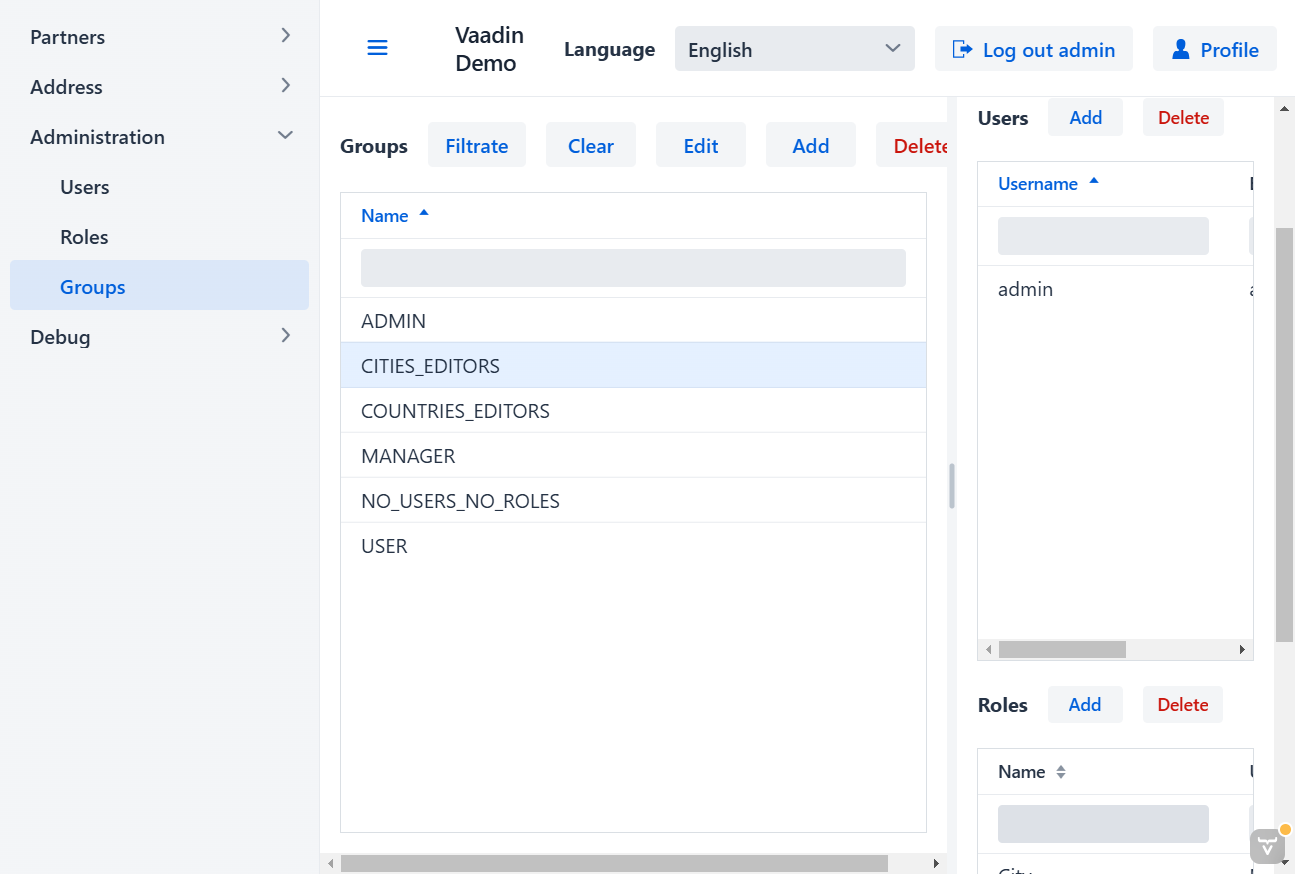 Partners
Address
Administration
Users
Roles
Groups
Debug
Vaadin
Demo
Language
English
Log out admin
Profile
Groups
Filtrate
Clear
Edit
Add
Delete
Name
ADMIN
CITIES_EDITORS
COUNTRIES_EDITORS
MANAGER
NO_USERS_NO_ROLES
USER
Users
Add
Delete
Username
admin
Roles
Add
Delete
Name
City